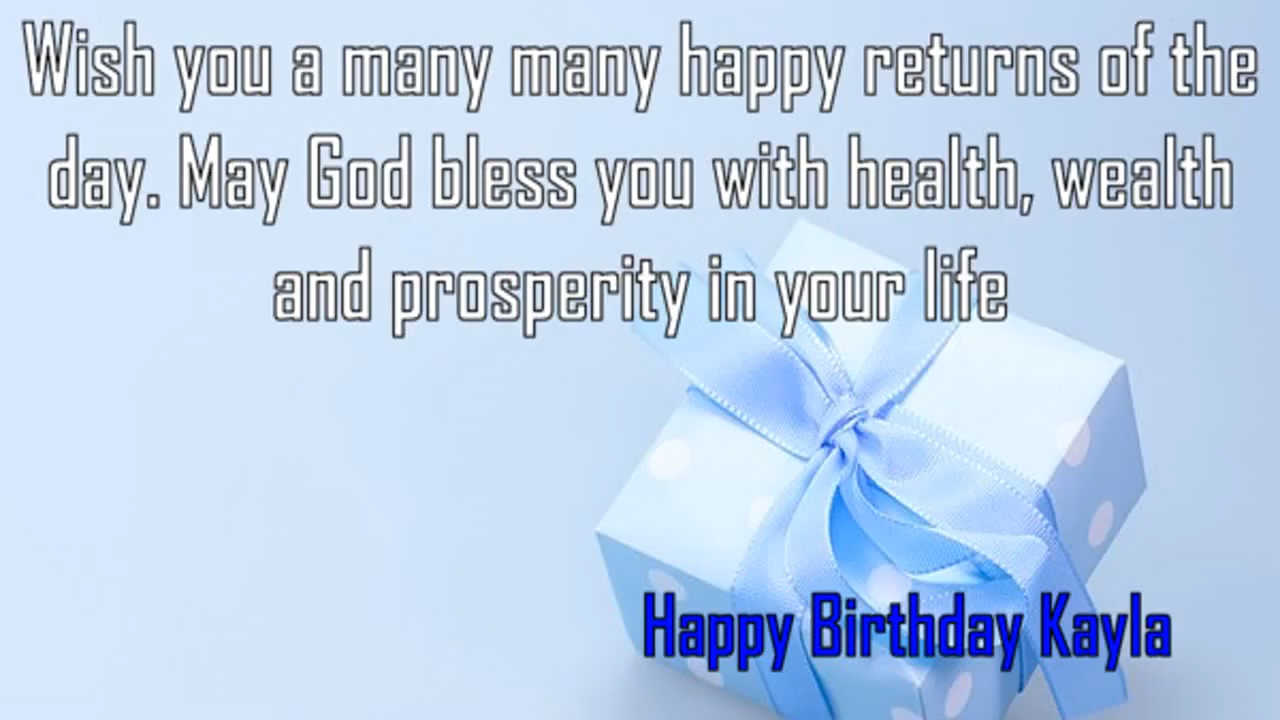 Wish you a many many happy returns of the
day. May God bless you with health, wealth
and prosperity in your life
Happy Birthday Kayla